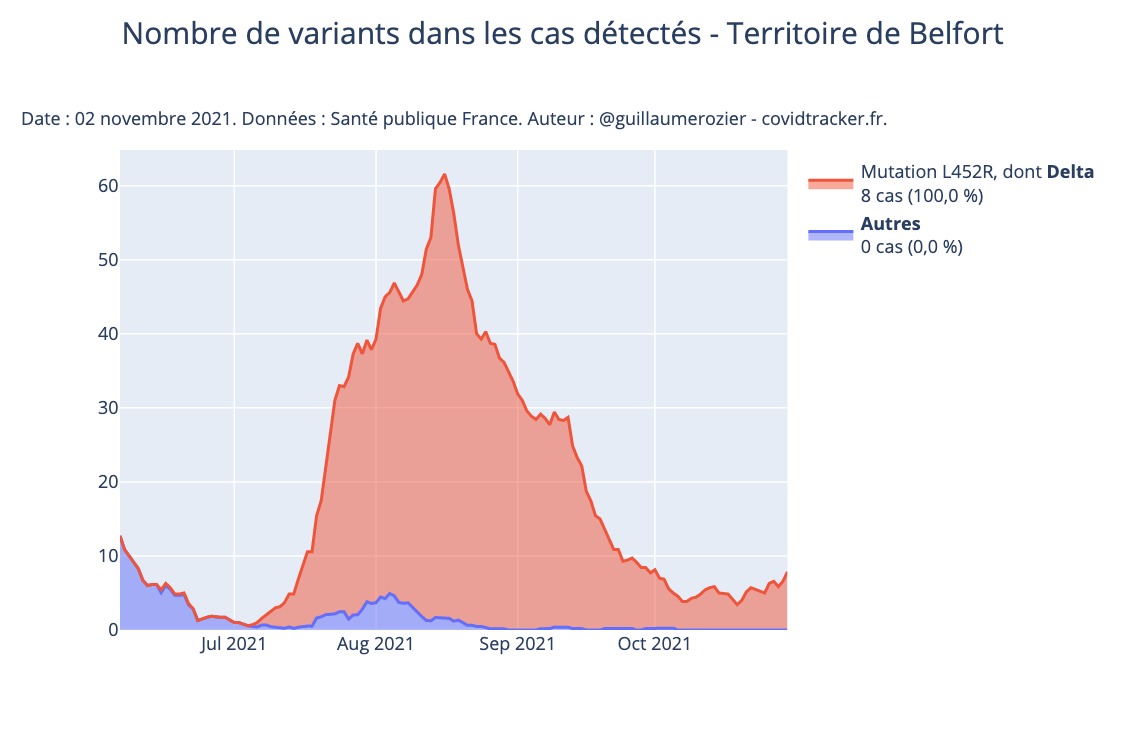 Nombre de variants dans les cas détectés - Territoire de Belfort
Date : 02 novembre 2021. Données : Santé publique France. Auteur : @guillaumerozier - covidtracker.fr.
60
50
40
30
20
10
0
Jul 2021
Aug 2021
Sep 2021
Oct 2021
Mutation L452R, dont Delta
8 cas (100,0 %)
Autres
0 cas (0,0 %)